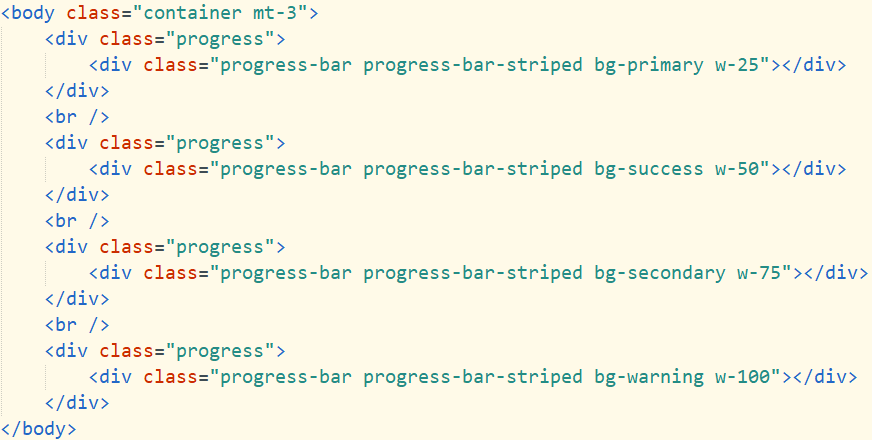 <body class="container mt-3">
    <div class="progress">
        <div class="progress-bar progress-bar-striped bg-primary w-25"></div>
    </div>
    <br />
    <div class="progress">
        <div class="progress-bar progress-bar-striped bg-success w-50"></div>
    </div>
    <br />
    <div class="progress">
        <div class="progress-bar progress-bar-striped bg-secondary w-75"></div>
    </div>
    <br />
    <div class="progress">
        <div class="progress-bar progress-bar-striped bg-warning w-100"></div>
    </div>
</body>